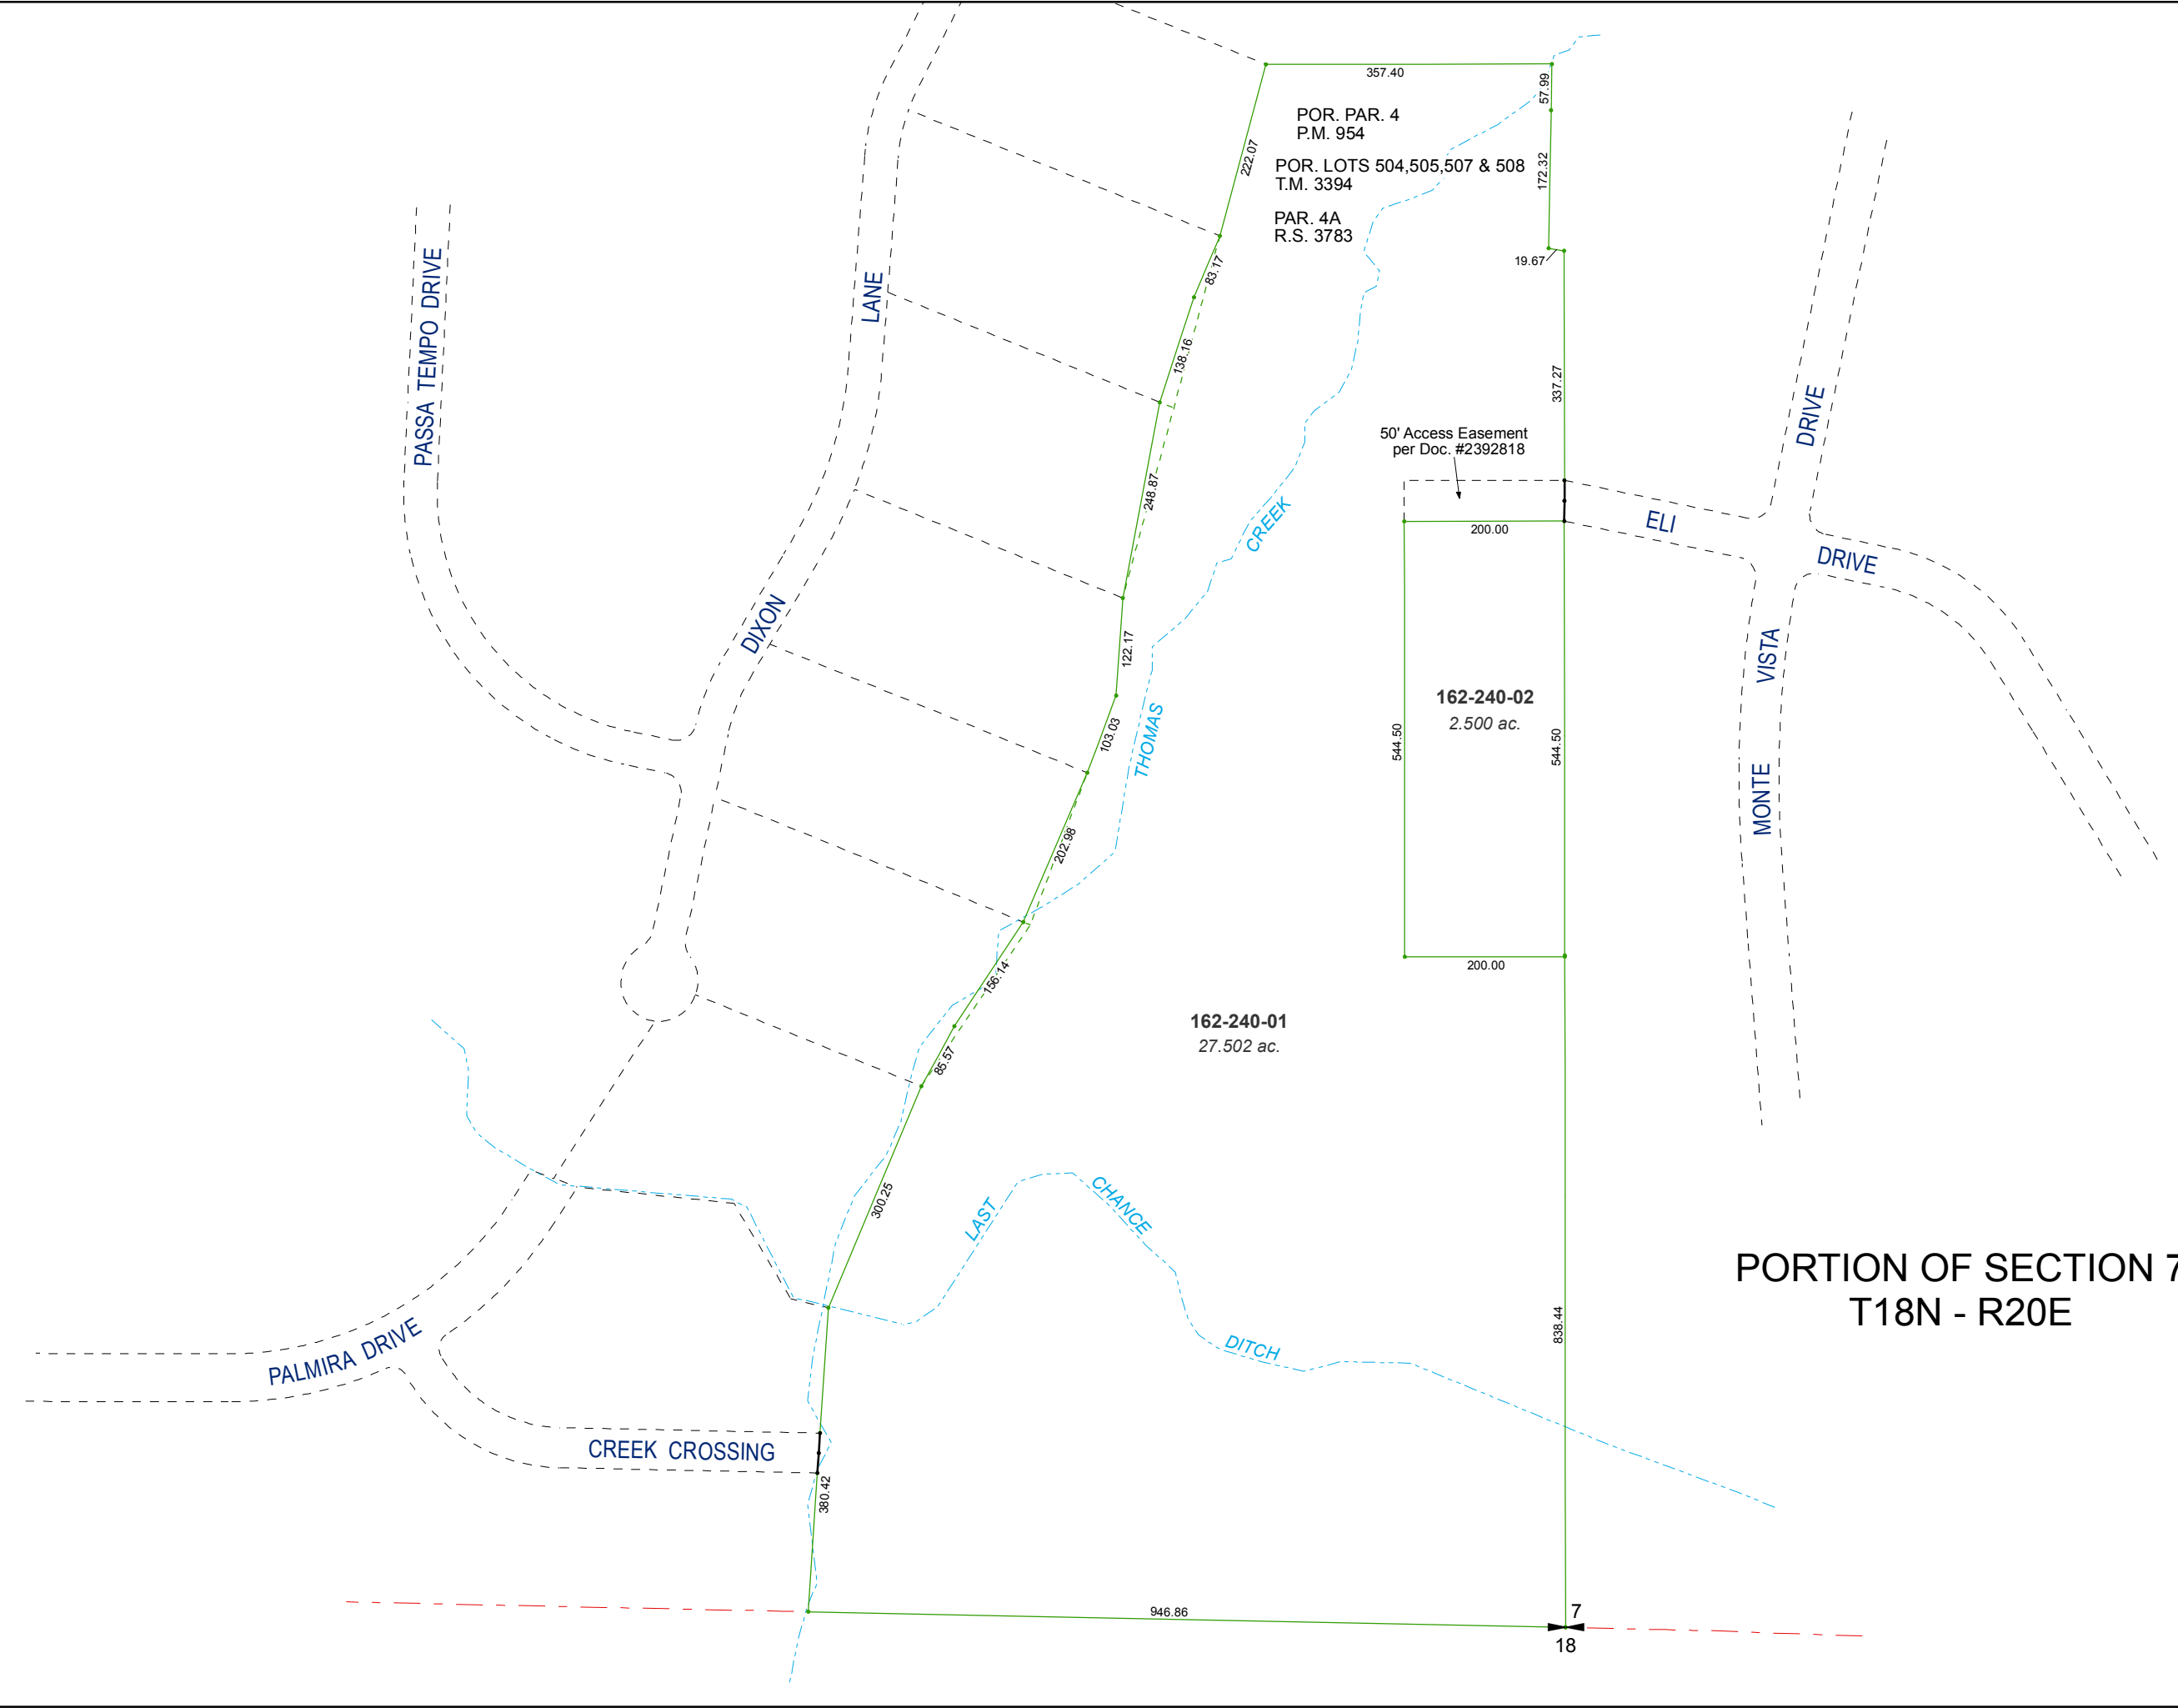 357.40
57.99
POR. PAR. 4
P.M. 954
222.07
POR. LOTS 504,505,507 & 508
T.M. 3394
172.32
PAR. 4A
R.S. 3783
19.67
83.17
PASSA TEMPO DRIVE
DIXON LANE
138.16
337.27
50' Access Easement
per Doc. #2392818
248.87
200.00
ELI DRIVE
MONTE VISTA DRIVE
THOMAS CREEK
122.17
103.03
162-240-02
2.500 ac.
544.50
544.50
202.98
200.00
156.14
162-240-01
27.502 ac.
85.57
300.25
LAST CHANCE DITCH
PORTION OF SECTION 7
T18N - R20E
838.44
PALMIRA DRIVE
CREEK CROSSING
380.42
946.86
7
18